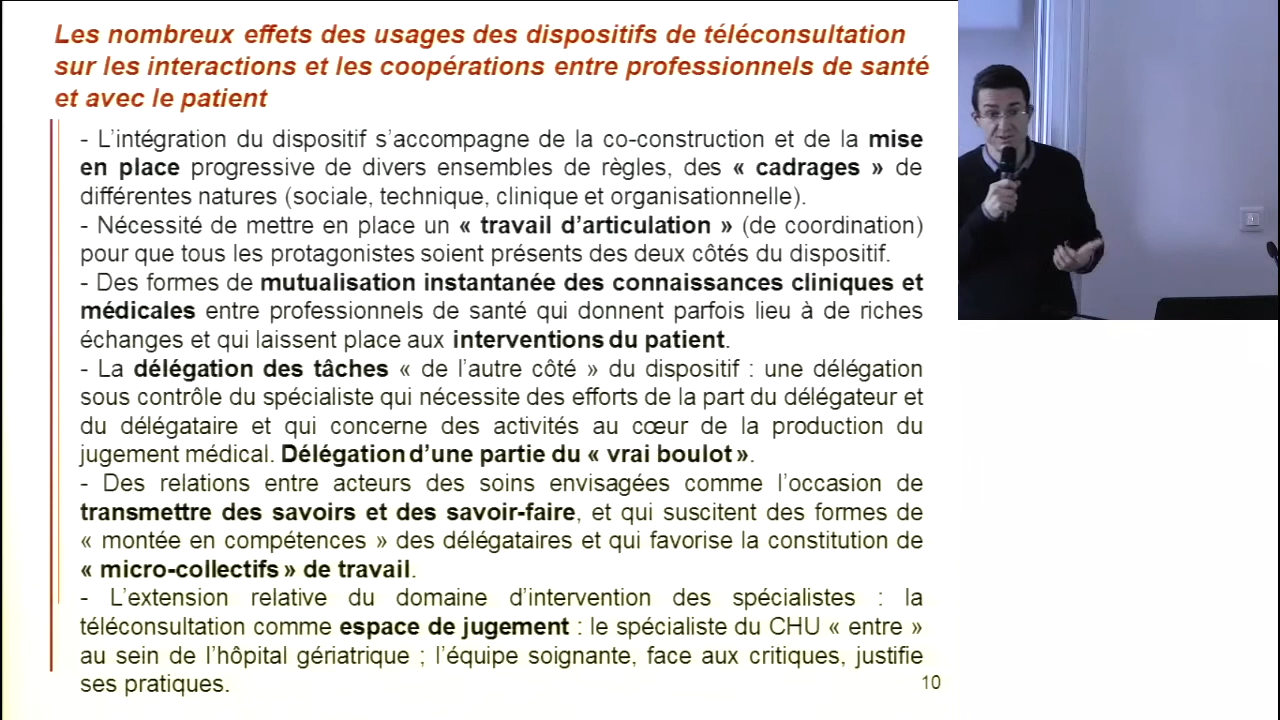 Les nombreux effets des usages des dispositifs de téléconsultation
sur les interactions et les coopérations entre professionnels de santé
et avec le patient
- L’intégration du dispositif s’accompagne de la co-construction et de la mise
en place progressive de divers ensembles de règles, des « cadrages » de
différentes natures (sociale, technique, clinique et organisationnelle).
- Nécessité de mettre en place un « travail d’articulation » (de coordination)
pour que tous les protagonistes soient présents des deux côtés du dispositif.
- Des formes de mutualisation instantanée des connaissances cliniques et
médicales entre professionnels de santé qui donnent parfois lieu à de riches
échanges et qui laissent place aux interventions du patient.
- La délégation des tâches « de l’autre côté » du dispositif : une délégation
sous contrôle du spécialiste qui nécessite des efforts de la part du délégateur et
du délégataire et qui concerne des activités au cœur de la production du
jugement médical. Délégation d’une partie du « vrai boulot ».
- Des relations entre acteurs des soins envisagées comme l’occasion de
transmettre des savoirs et des savoir-faire, et qui suscitent des formes de
« montée en compétences » des délégataires et qui favorise la constitution de
« micro-collectifs » de travail.
- L’extension relative du domaine d’intervention des spécialistes : la
téléconsultation comme espace de jugement : le spécialiste du CHU « entre »
au sein de l’hôpital gériatrique ; l’équipe soignante, face aux critiques, justifie
ses pratiques.
10